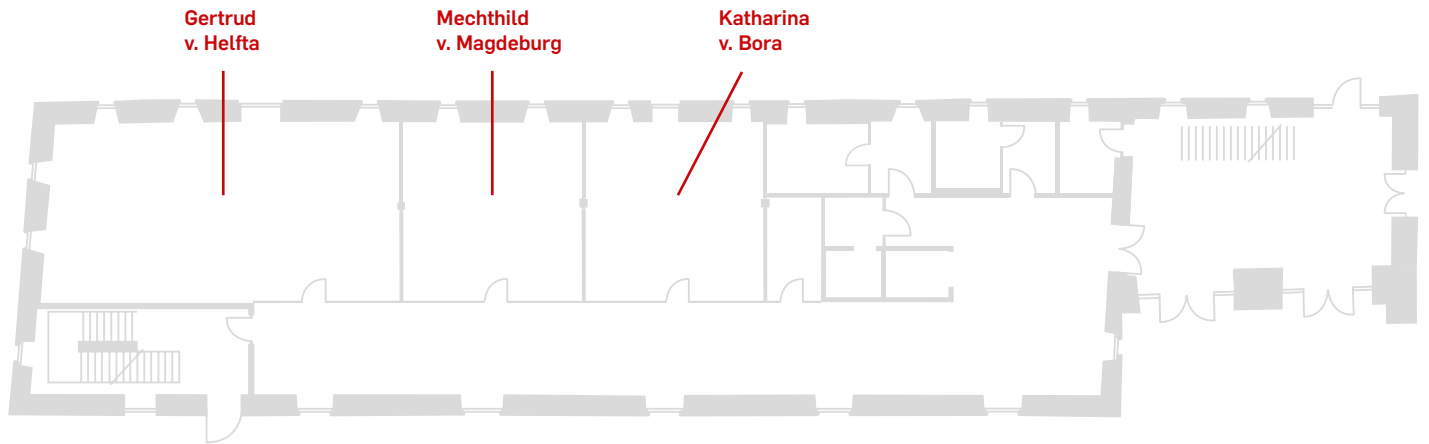 Gertrud
v. Helfta
Mechthild
v. Magdeburg
Katharina
v. Bora